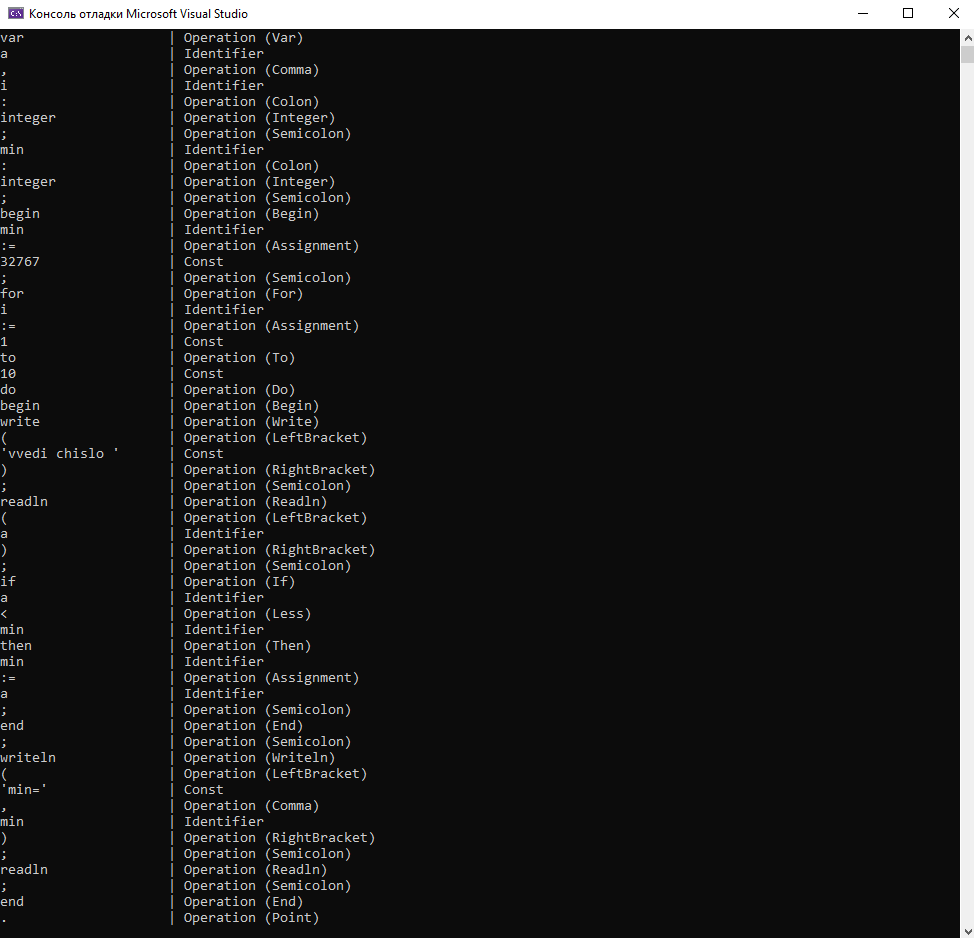 Консоль отладки Microsoft Visual Studio
var | Operation (Var)
a | Identifier
, | Operation (Comma)
i | Identifier
: | Operation (Colon)
integer | Operation (Integer)
; | Operation (Semicolon)
min | Identifier
: | Operation (Colon)
integer | Operation (Integer)
; | Operation (Semicolon)
begin | Operation (Begin)
min | Identifier
:= | Operation (Assignment)
32767 | Const
; | Operation (Semicolon)
for | Operation (For)
i | Identifier
:= | Operation (Assignment)
1 | Const
to | Operation (To)
10 | Const
do | Operation (Do)
begin | Operation (Begin)
write | Operation (Write)
( | Operation (LeftBracket)
'vvedi chislo ' | Const
) | Operation (RightBracket)
; | Operation (Semicolon)
readln | Operation (Readln)
( | Operation (LeftBracket)
a | Identifier
) | Operation (RightBracket)
; | Operation (Semicolon)
if | Operation (If)
a | Identifier
< | Operation (Less)
min | Identifier
then | Operation (Then)
min | Identifier
:= | Operation (Assignment)
a | Identifier
; | Operation (Semicolon)
end | Operation (End)
; | Operation (Semicolon)
writeln | Operation (Writeln)
( | Operation (LeftBracket)
'min=' | Const
, | Operation (Comma)
min | Identifier
) | Operation (RightBracket)
; | Operation (Semicolon)
readln | Operation (Readln)
; | Operation (Semicolon)
end | Operation (End)
. | Operation (Point)